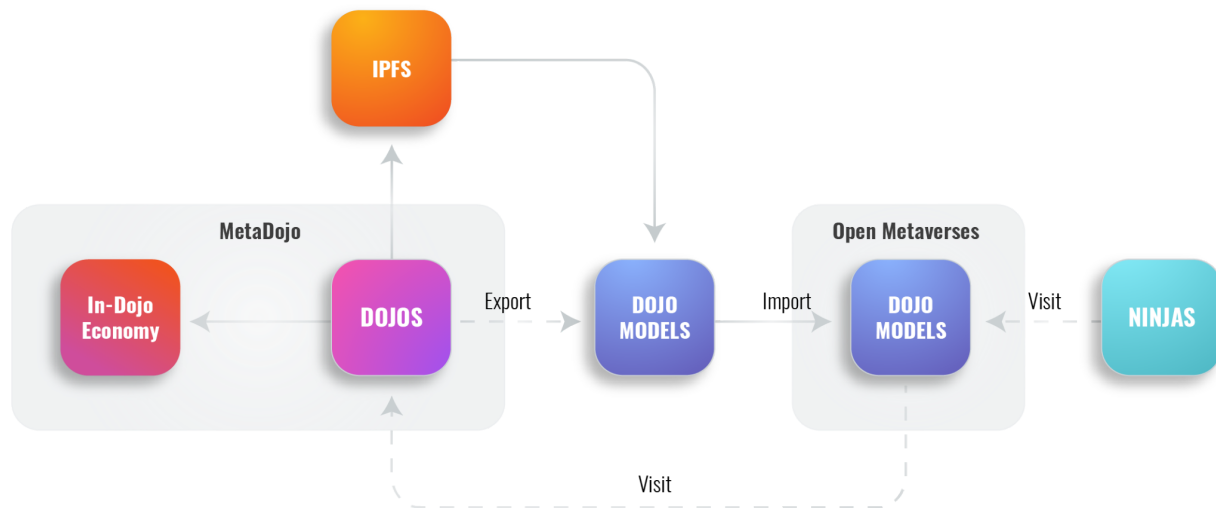 IPFS
MetaDojo
Open Metaverses
In-Dojo
Economy
DOJOS
Export
DOJO
MODELS
Import
DOJO
MODELS
Visit
NINJAS
Visit